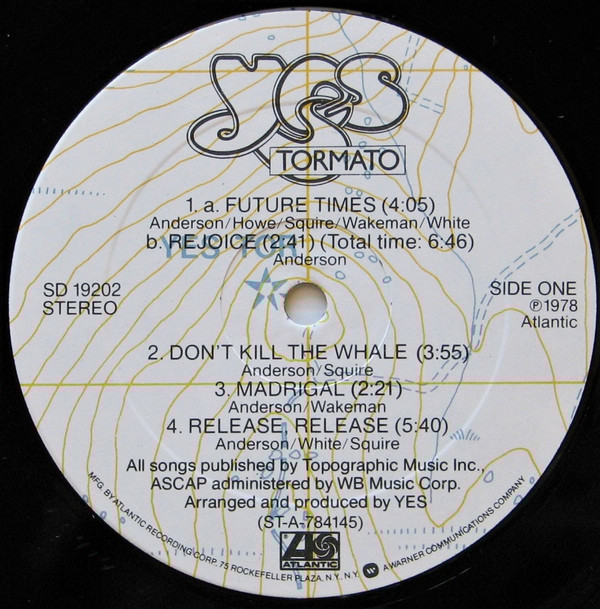 YES
TORMATO
1. a. FUTURE TIMES (4:05)
Anderson/Howe/Squire/Wakeman/White
b. REJOICE (2:41) (Total time: 6:46)
Anderson
YES TOR
SD 19202
STEREO
SIDE ONE
Ⓟ1978
Atlantic
2. DON'T KILL THE WHALE (3:55)
Anderson/Squire
3. MADRIGAL (2:21)
Anderson/Wakeman
4. RELEASE, RELEASE (5:40)
Anderson/White/Squire
All songs published by Topographic Music Inc.,
ASCAP administered by WB Music Corp.
Arranged and produced by YES
(ST-A-784145)
ATLANTIC
MFG. BY ATLANTIC RECORDING CORP. 75 ROCKEFELLER PLAZA, N.Y., N.Y. A WARNER COMMUNICATIONS COMPANY